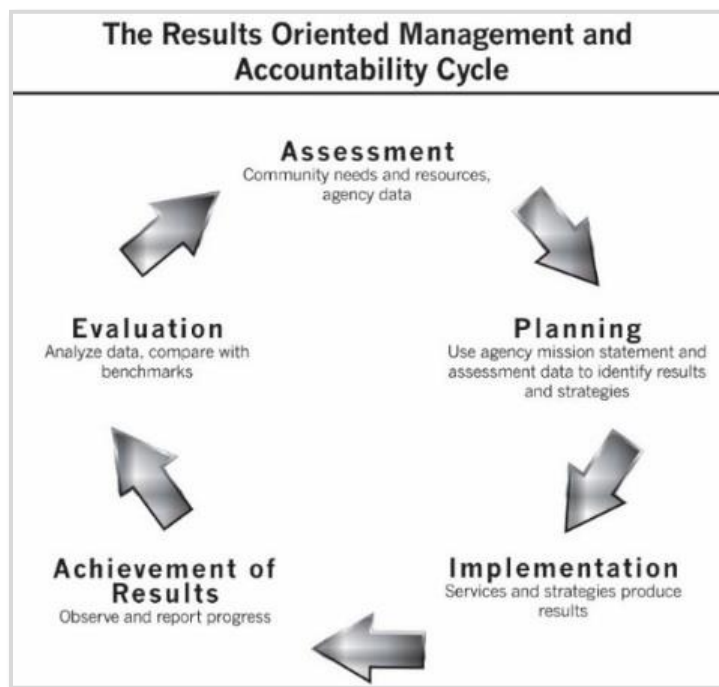 The Results Oriented Management and
Accountability Cycle
Assessment
Community needs and resources,
agency data
Planning
Use agency mission statement and
assessment data to identify results
and strategies
Implementation
Services and strategies produce
results
Achievement of
Results
Observe and report progress
Evaluation
Analyze data, compare with
benchmarks